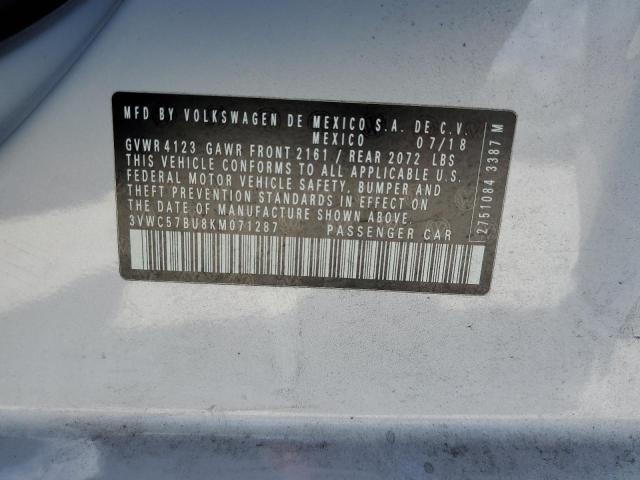 MFD BY VOLKSWAGEN DE MEXICO S.A. DE C.V.
MEXICO 07/18
GVWR 4123 GAWR FRONT 2161 / REAR 2072 LBS
THIS VEHICLE CONFORMS TO ALL APPLICABLE U.S.
FEDERAL MOTOR VEHICLE SAFETY, BUMPER AND
THEFT PREVENTION STANDARDS IN EFFECT ON
THE DATE OF MANUFACTURE SHOWN ABOVE.
3VWC57BU8KM071287 PASSENGER CAR
2751084 3387 M